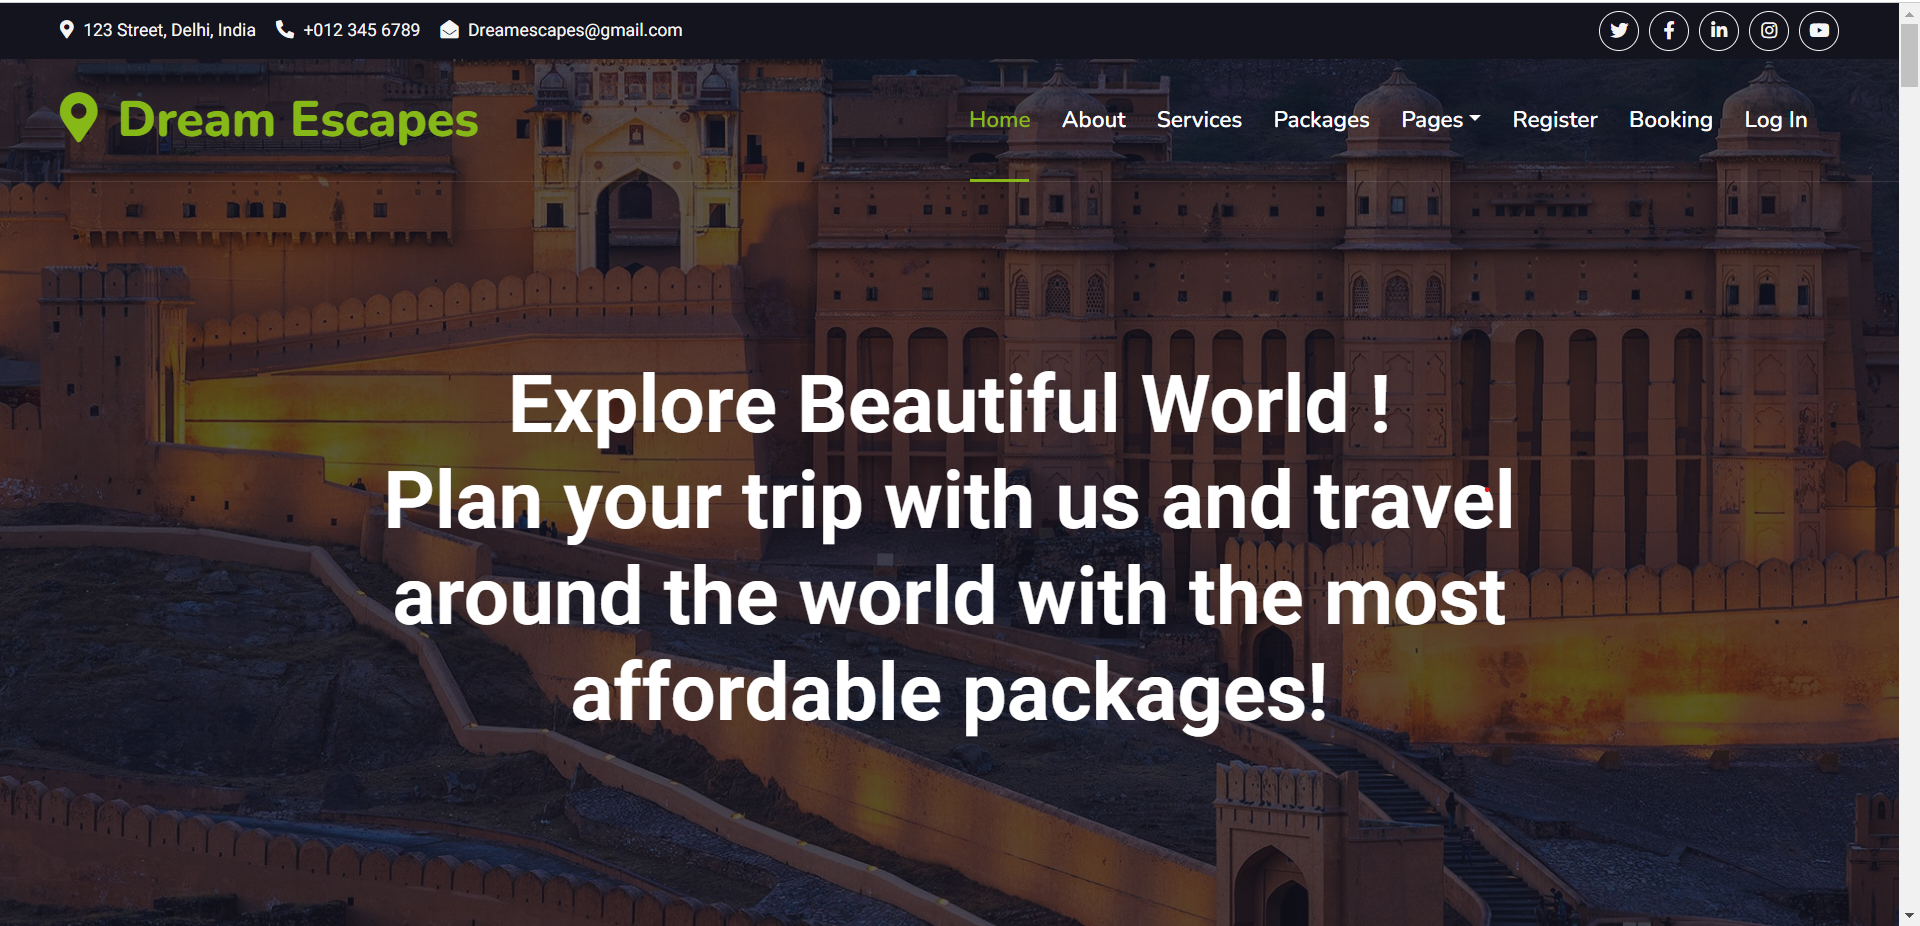 123 Street, Delhi, India +012 345 6789 Dreamescapes@gmail.com
Dream Escapes
Home About Services Packages Pages Register Booking Log In
Explore Beautiful World !
Plan your trip with us and travel
around the world with the most
affordable packages!